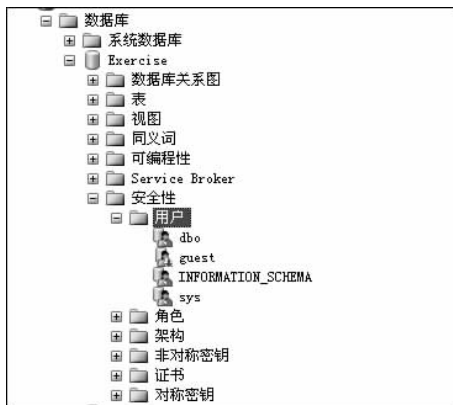 数据库
系统数据库
Exercise
数据库关系图
表
视图
同义词
可编程性
Service Broker
安全性
用户
dbo
guest
INFORMATION_SCHEMA
sys
角色
架构
非对称密钥
证书
对称密钥